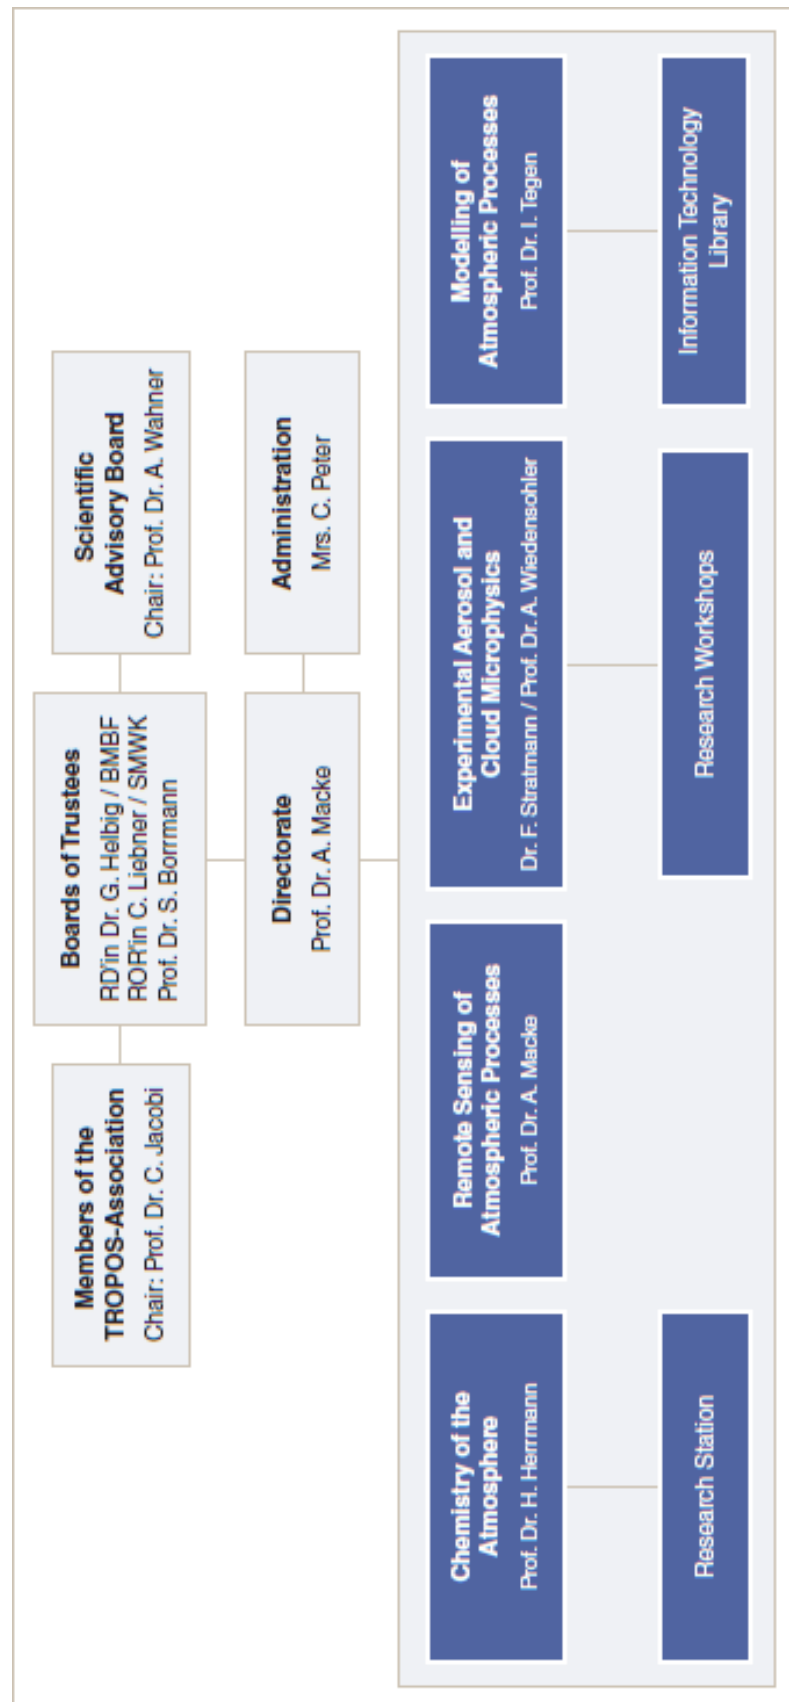 Members of the
TROPOS-Association
Chair: Prof. Dr. C. Jacobi
Boards of Trustees
RD'in Dr. G. Helbig / BMBF
ROR'in C. Liebner / SMWK
Prof. Dr. S. Borrmann
Scientific
Advisory Board
Chair: Prof. Dr. A. Wahner
Directorate
Prof. Dr. A. Macke
Administration
Mrs. C. Peter
Chemistry of the
Atmosphere
Prof. Dr. H. Herrmann
Remote Sensing of
Atmospheric Processes
Prof. Dr. A. Macke
Experimental Aerosol and
Cloud Microphysics
Dr. F. Stratmann / Prof. Dr. A. Wiedensohler
Modelling of
Atmospheric Processes
Prof. Dr. I. Tegen
Research Station
Research Workshops
Information Technology
Library